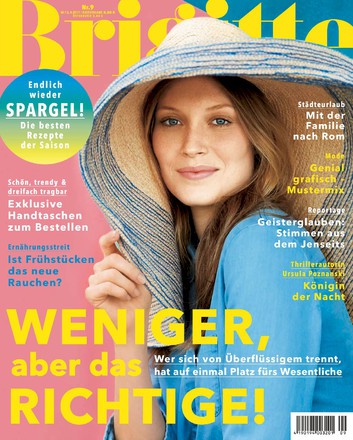 Brigitte
Nr. 9
Endlich
wieder
SPARGEL!
Die besten
Rezepte
der Saison
Städteurlaub
Mit der
Familie
nach Rom
Mode
Genial
grafisch
Mustermix
Schön, trendy &
dreifach tragbar
Exklusive
Handtaschen
zum Bestellen
Reportage
Geisterglauben:
Stimmen aus
dem Jenseits
Ernährungsstreit
Ist Frühstücken
das neue
Rauchen?
Thrillerautorin
Ursula Poznanski
Königin
der Nacht
WENIGER,
aber das
Wer sich von Überflüssigem trennt,
hat auf einmal Platz fürs Wesentliche
RICHTIGE!